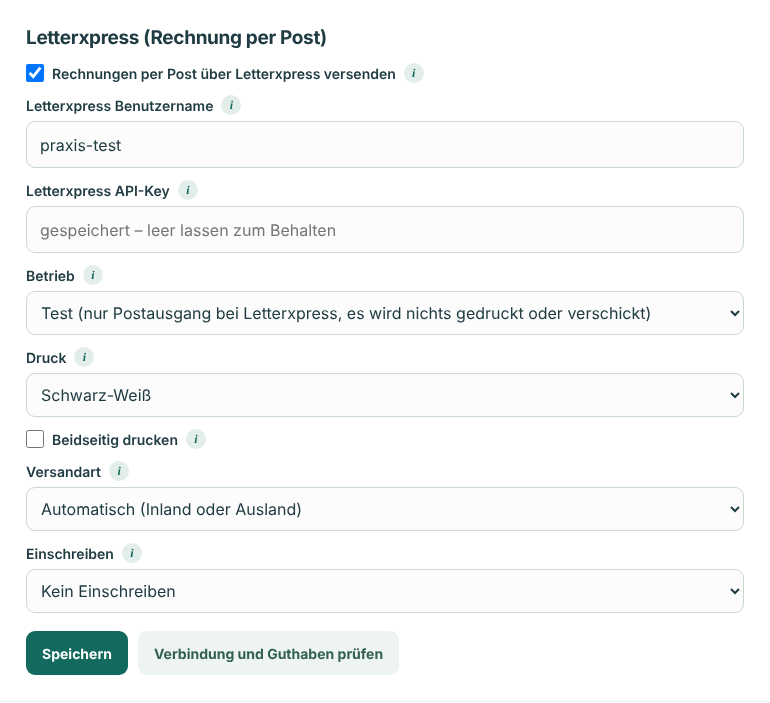 Letterxpress (Rechnung per Post)
Rechnungen per Post über Letterxpress versenden i
Letterxpress Benutzername i
praxis-test
Letterxpress API-Key i
gespeichert – leer lassen zum Behalten
Betrieb i
Test (nur Postausgang bei Letterxpress, es wird nichts gedruckt oder verschickt)
Druck i
Schwarz-Weiß
Beidseitig drucken i
Versandart i
Automatisch (Inland oder Ausland)
Einschreiben i
Kein Einschreiben
Speichern Verbindung und Guthaben prüfen